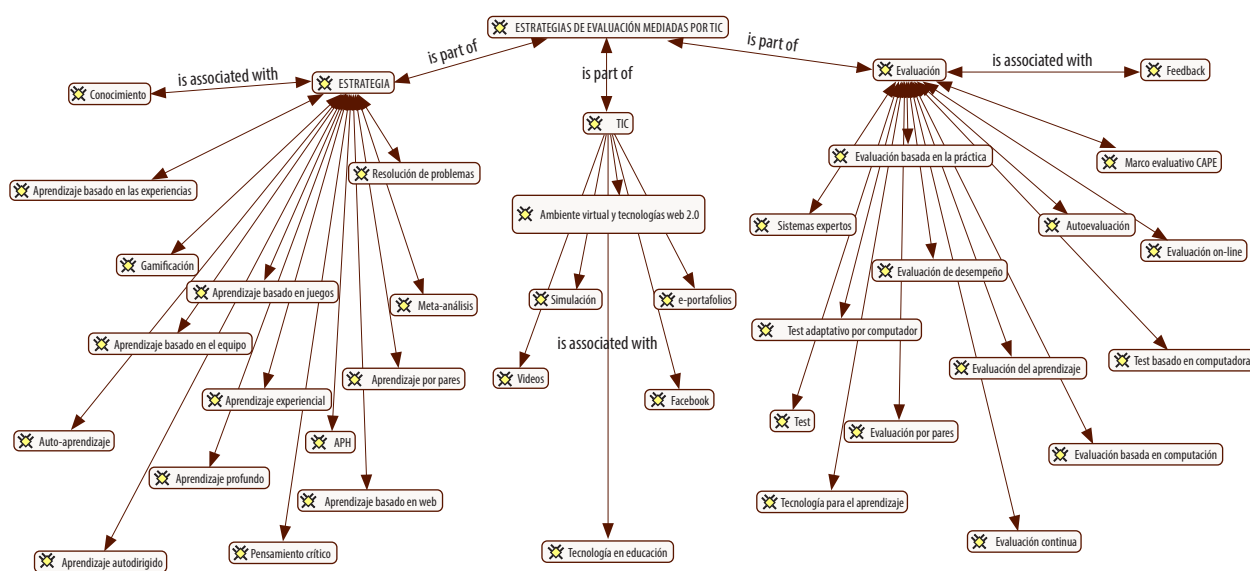 ESTRATEGIAS DE EVALUACIÓN MEDIADAS POR TIC
is part of
is part of
is part of
is associated with
is associated with
Conocimiento
ESTRATEGIA
TIC
Evaluación
Feedback
Aprendizaje basado en las experiencias
Resolución de problemas
Ambiente virtual y tecnologías web 2.0
Evaluación basada en la práctica
Marco evaluativo CAPE
Sistemas expertos
Autoevaluación
Evaluación on-line
Gamificación
Aprendizaje basado en juegos
Meta-análisis
Simulación
e-portafolios
Evaluación de desempeño
Aprendizaje basado en el equipo
is associated with
Test adaptativo por computador
Test basado en computadora
Aprendizaje por pares
Videos
Evaluación del aprendizaje
Aprendizaje experiencial
Facebook
Test
Evaluación por pares
Auto-aprendizaje
APH
Evaluación basada en computación
Aprendizaje profundo
Aprendizaje basado en web
Tecnología para el aprendizaje
Aprendizaje autodirigido
Pensamiento crítico
Tecnología en educación
Evaluación continua